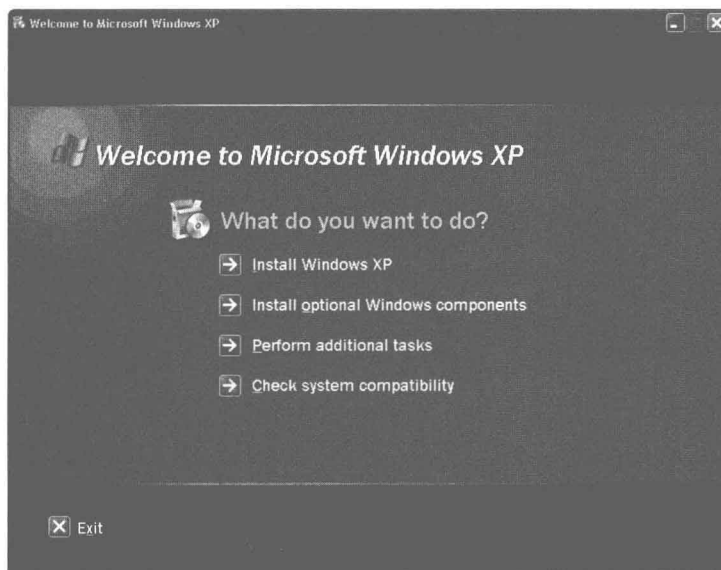 Welcome to Microsoft Windows XP
Welcome to Microsoft Windows XP
What do you want to do?
Install Windows XP
Install optional Windows components
Perform additional tasks
Check system compatibility
Exit